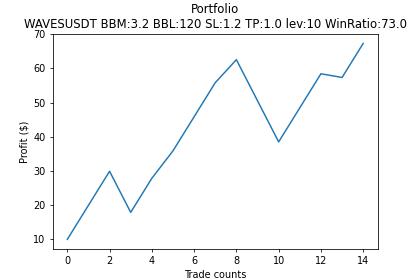 Portfolio
WAVESUSDT BBM:3.2 BBL:120 SL:1.2 TP:1.0 lev:10 WinRatio:73.0
70
60
50
40
30
20
10
Profit ($)
0 2 4 6 8 10 12 14
Trade counts